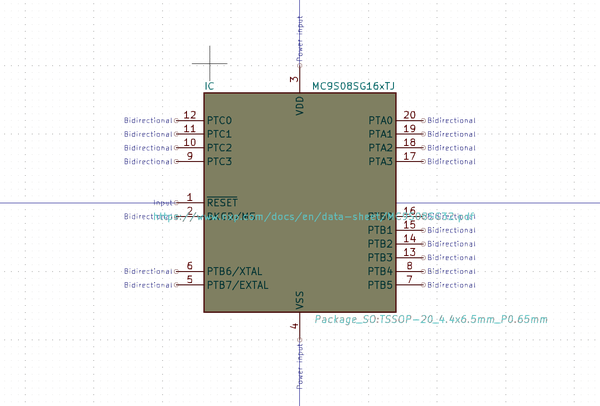 Power input
3
IC
MC9S08SG16xTJ
VDD
Bidirectional 12 PTC0
PTA0 20 Bidirectional
Bidirectional 11 PTC1
PTA1 19 Bidirectional
Bidirectional 10 PTC2
PTA2 18 Bidirectional
Bidirectional 9 PTC3
PTA3 17 Bidirectional
Input 1 RESET
2
16
PTB1 15 Bidirectional
PTB2 14 Bidirectional
PTB3 13 Bidirectional
Bidirectional 6 PTB6/XTAL
PTB4 8 Bidirectional
Bidirectional 5 PTB7/EXTAL
PTB5 7 Bidirectional
VSS
4
Package_SO:TSSOP-20_4.4x6.5mm_P0.65mm
Power input